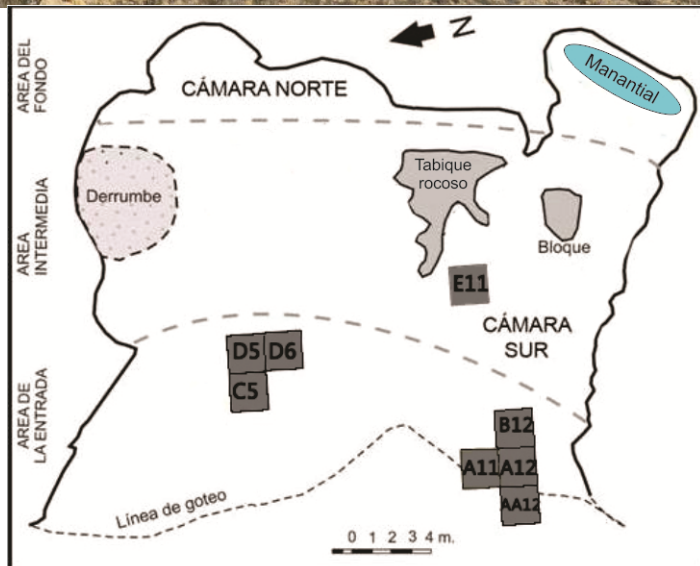 AREA DEL
FONDO
N
CÁMARA NORTE
Manantial
AREA
INTERMEDIA
Derrumbe
Tabique
rocoso
Bloque
E11
CÁMARA
SUR
AREA DE
LA ENTRADA
D5 D6
C5
B12
A11 A12
AA12
Línea de goteo
0 1 2 3 4 m.